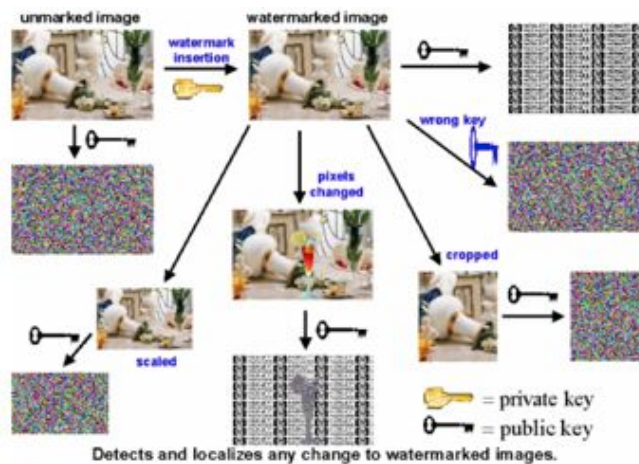 unmarked image
watermarked image
watermark
insertion
wrong key
pixels
changed
cropped
scaled
= private key
= public key
Detects and localizes any change to watermarked images.